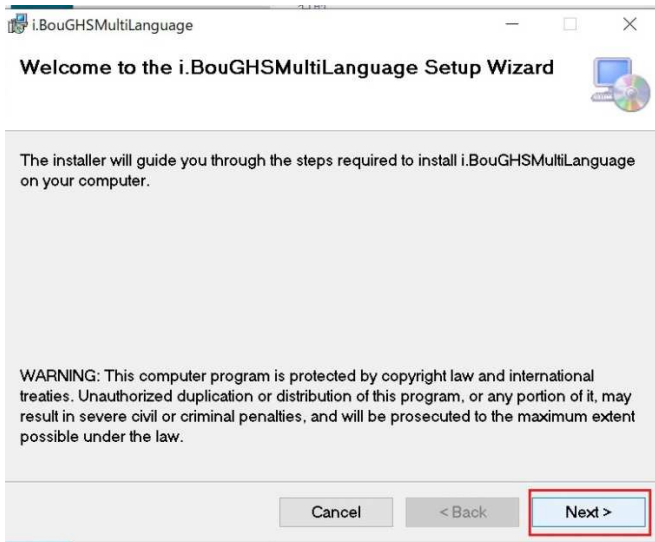 i.BouGHSMultiLanguage
Welcome to the i.BouGHSMultiLanguage Setup Wizard
The installer will guide you through the steps required to install i.BouGHSMultiLanguage
on your computer.
WARNING: This computer program is protected by copyright law and international
treaties. Unauthorized duplication or distribution of this program, or any portion of it, may
result in severe civil or criminal penalties, and will be prosecuted to the maximum extent
possible under the law.
Cancel
< Back
Next >